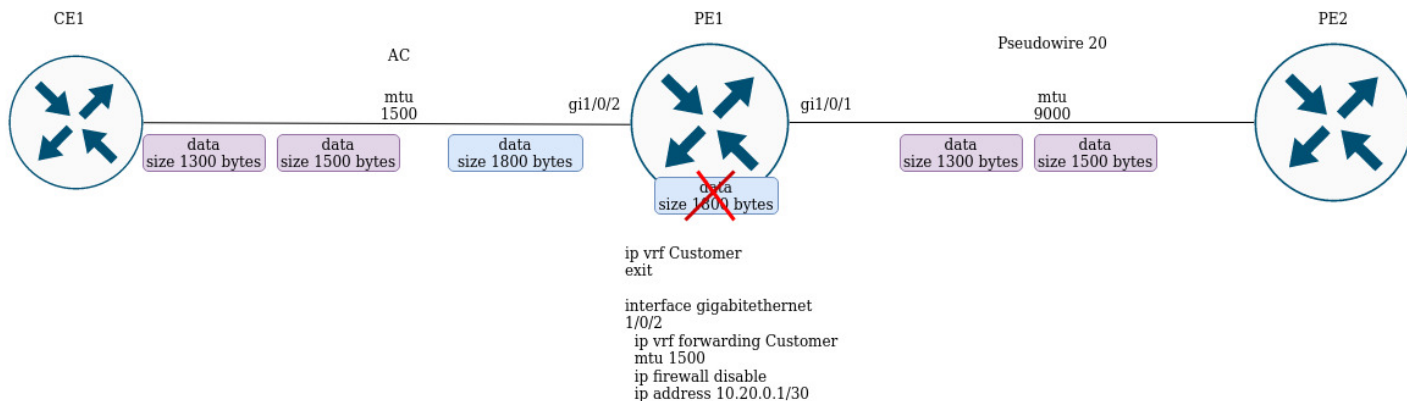 CE1
PE1
PE2
AC
Pseudowire 20
mtu
1500
gi1/0/2
gi1/0/1
mtu
9000
data
size 1300 bytes
data
size 1500 bytes
data
size 1800 bytes
data
size 1300 bytes
data
size 1500 bytes
data
size 1800 bytes
ip vrf Customer
exit
interface gigabitethernet
1/0/2
ip vrf forwarding Customer
mtu 1500
ip firewall disable
ip address 10.20.0.1/30